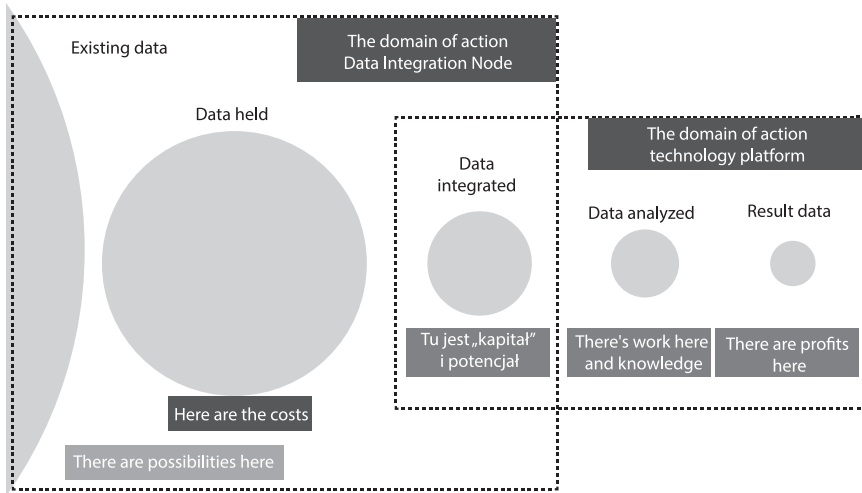 Existing data
The domain of action
Data Integration Node
Data held
The domain of action
technology platform
Data
integrated
Data analyzed
Result data
Tu jest „kapitał”
i potencjał
There's work here
and knowledge
There are profits
here
Here are the costs
There are possibilities here